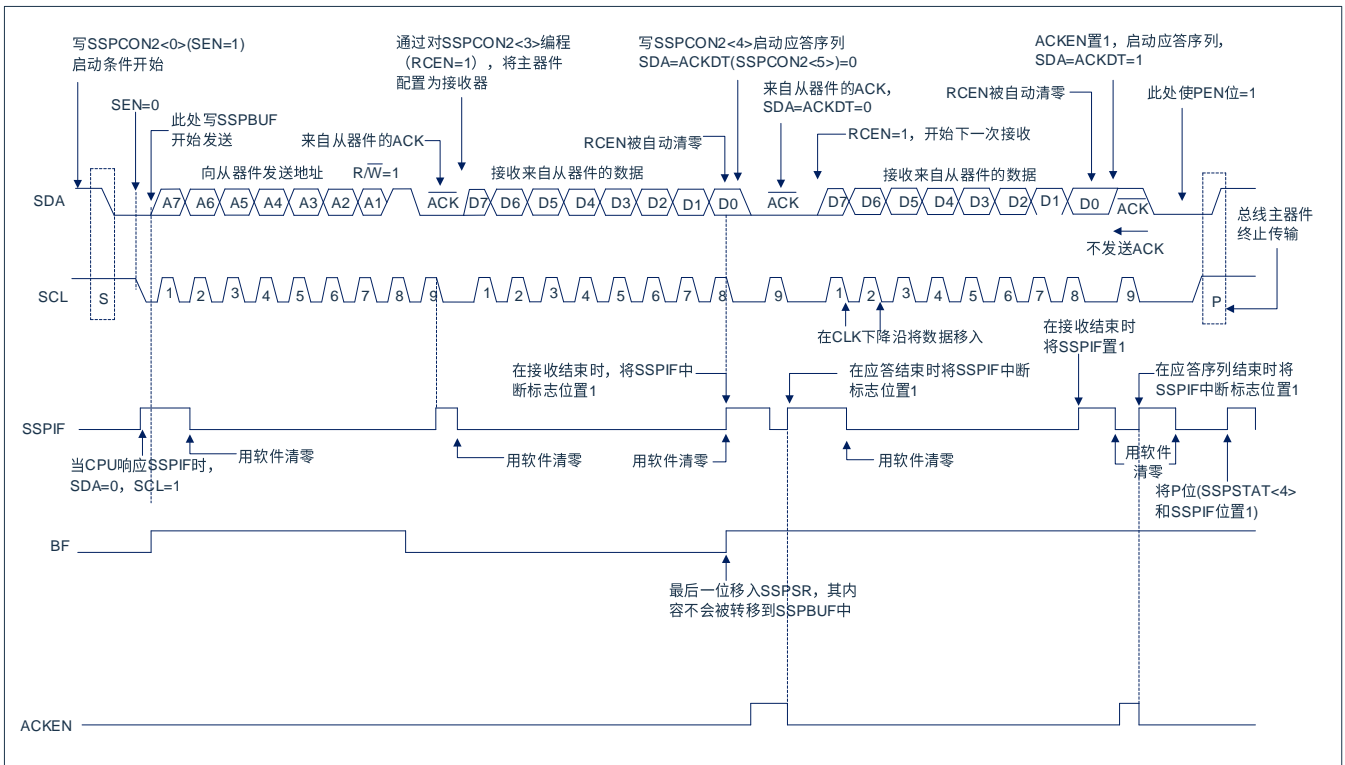 写SSPCON2<0>(SEN=1)
启动条件开始
SEN=0
此处写SSPBUF
开始发送
通过对SSPCON2<3>编程
（RCEN=1），将主器件
配置为接收器
来自从器件的ACK
写SSPCON2<4>启动应答序列
SDA=ACKDT(SSPCON2<5>)=0
来自从器件的ACK，
SDA=ACKDT=0
RCEN被自动清零
RCEN=1，开始下一次接收
ACKEN置1，启动应答序列，
SDA=ACKDT=1
RCEN被自动清零
此处使PEN位=1
向从器件发送地址
R/W=1
接收来自从器件的数据
接收来自从器件的数据
SDA
A7 A6 A5 A4 A3 A2 A1 ACK D7 D6 D5 D4 D3 D2 D1 D0 ACK D7 D6 D5 D4 D3 D2 D1 D0 ACK
不发送ACK
总线主器件
终止传输
SCL
S 1 2 3 4 5 6 7 8 9 1 2 3 4 5 6 7 8 9 1 2 3 4 5 6 7 8 9 P
在CLK下降沿将数据移入
在接收结束时，将SSPIF中
断标志位置1
在应答结束时将SSPIF中断
标志位置1
在接收结束时
将SSPIF置1
在应答序列结束时将
SSPIF中断标志位置1
SSPIF
当CPU响应SSPIF时，
SDA=0，SCL=1
用软件清零
用软件清零
用软件清零
用软件清零
用软件
清零
将P位(SSPSTAT<4>
和SSPIF位置1)
BF
最后一位移入SSPSR，其内
容不会被转移到SSPBUF中
ACKEN